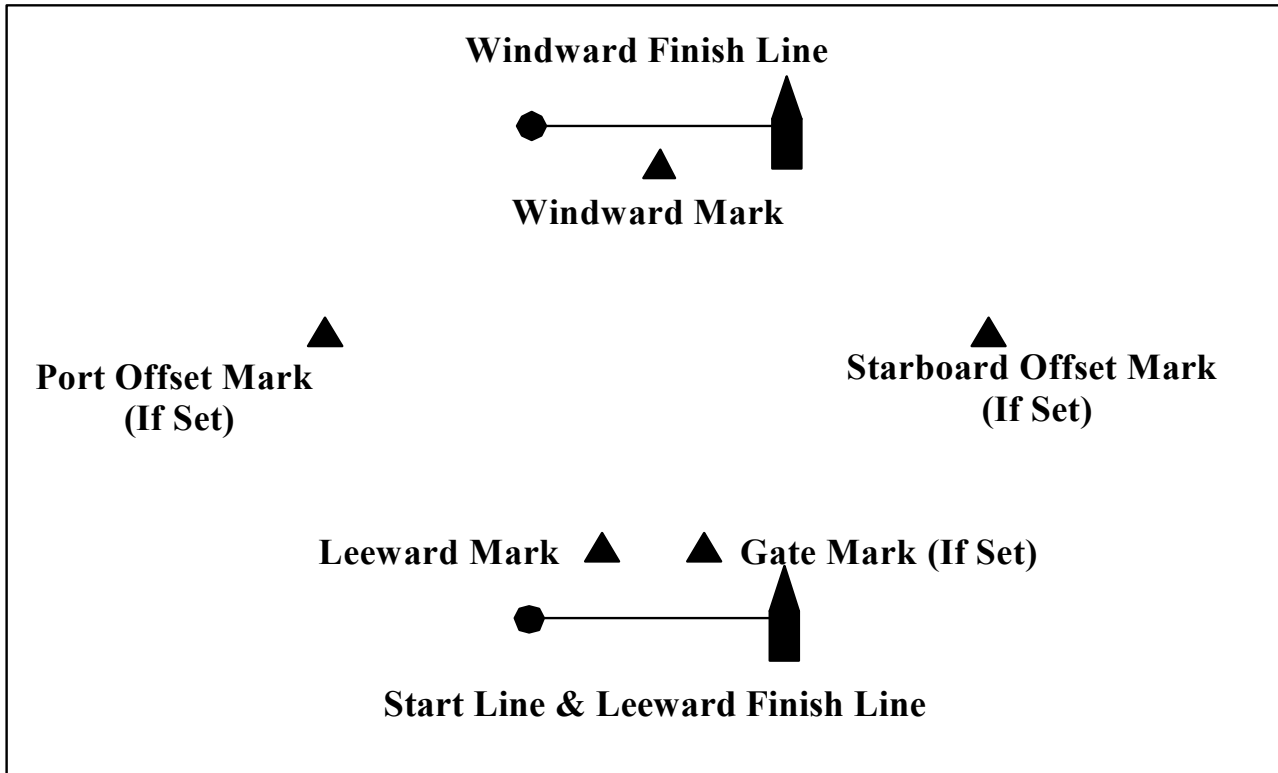 Windward Finish Line
Windward Mark
Port Offset Mark
(If Set)
Starboard Offset Mark
(If Set)
Leeward Mark
Gate Mark (If Set)
Start Line & Leeward Finish Line